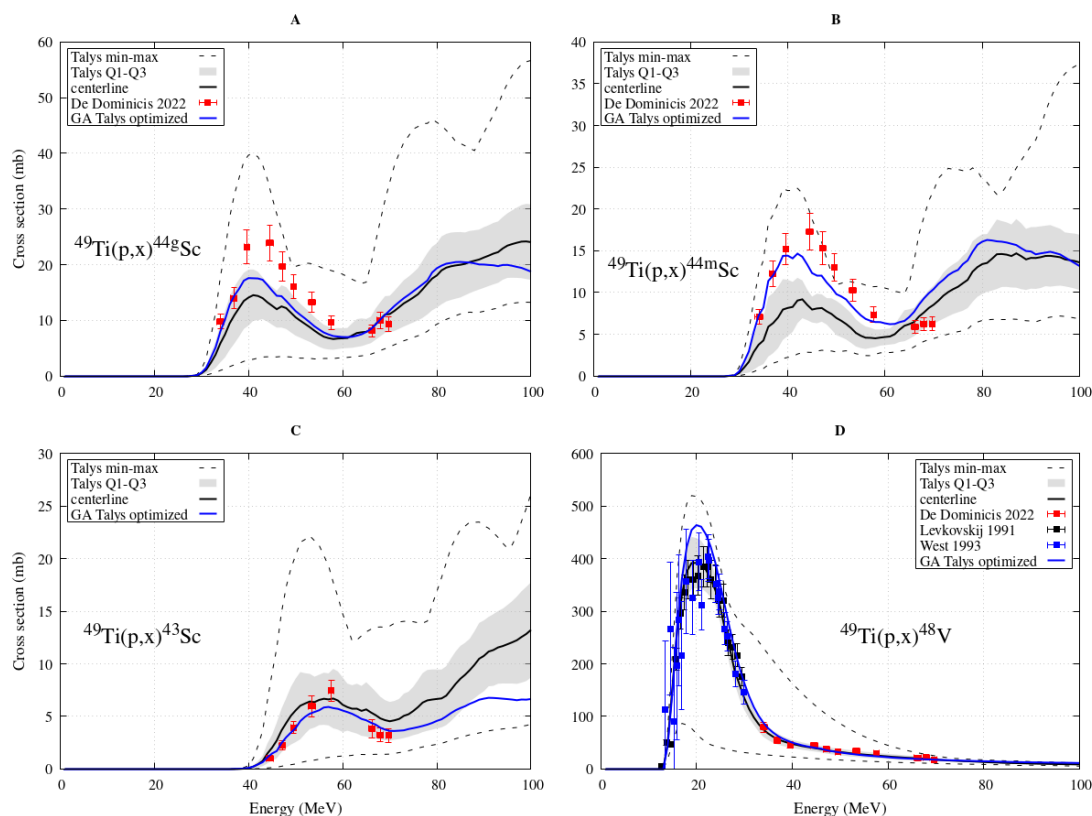 A
Talys min-max
Talys Q1-Q3
centerline
De Dominicis 2022
GA Talys optimized
49Ti(p,x)44gSc
Cross section (mb)
0
10
20
30
40
50
60
0
20
40
60
80
100
B
Talys min-max
Talys Q1-Q3
centerline
De Dominicis 2022
GA Talys optimized
49Ti(p,x)44mSc
0
5
10
15
20
25
30
35
40
0
20
40
60
80
100
C
Talys min-max
Talys Q1-Q3
centerline
GA Talys optimized
49Ti(p,x)43Sc
Cross section (mb)
0
5
10
15
20
25
30
0
20
40
60
80
100
Energy (MeV)
D
Talys min-max
Talys Q1-Q3
centerline
De Dominicis 2022
Levkovskij 1991
West 1993
GA Talys optimized
49Ti(p,x)48V
0
100
200
300
400
500
600
0
20
40
60
80
100
Energy (MeV)